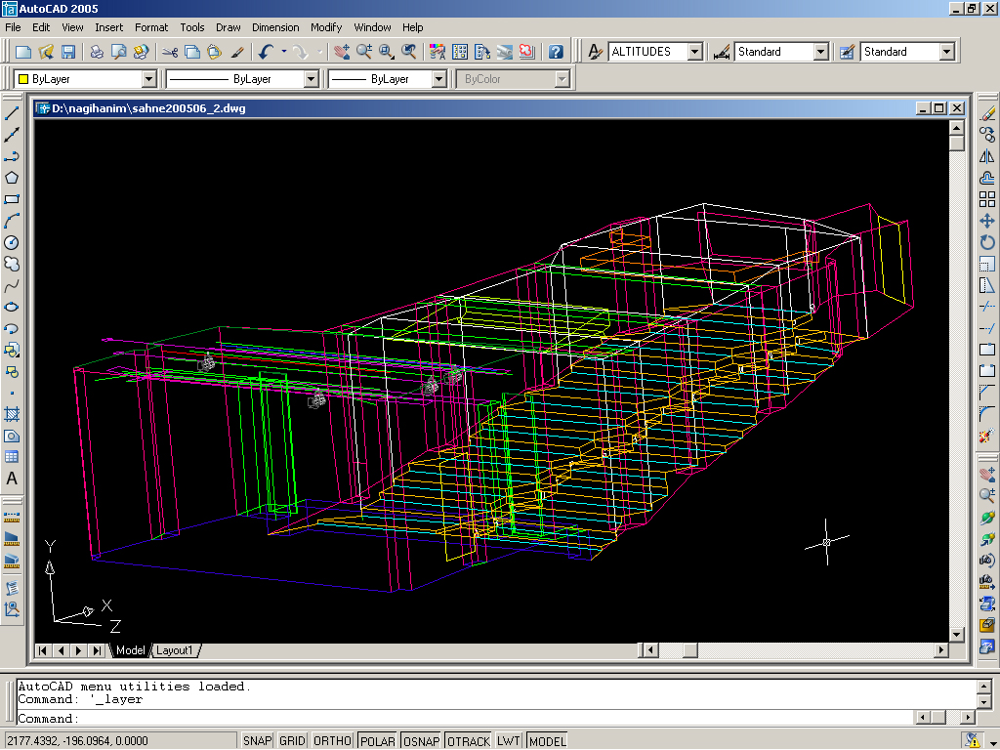 AutoCAD 2005
File Edit View Insert Format Tools Draw Dimension Modify Window Help
ALTITUDES Standard Standard
ByLayer ByLayer ByLayer ByColor
D:\nagihanim\sahne200506_2.dwg
A
Y
X
Z
Model Layout1
AutoCAD menu utilities loaded.
Command: '_layer
Command:
2177.4392, -196.0964, 0.0000 SNAP GRID ORTHO POLAR OSNAP OTRACK LWT MODEL